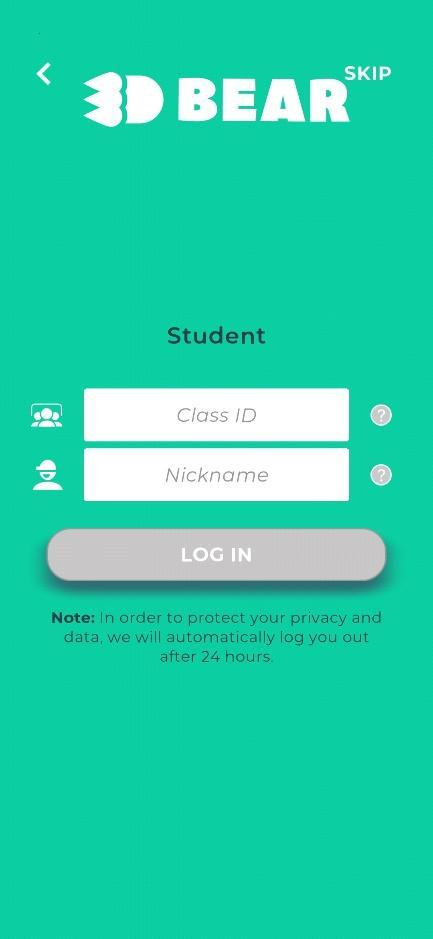 SKIP
3D BEAR
Student
Class ID
?
Nickname
?
LOG IN
Note: In order to protect your privacy and
data, we will automatically log you out
after 24 hours.